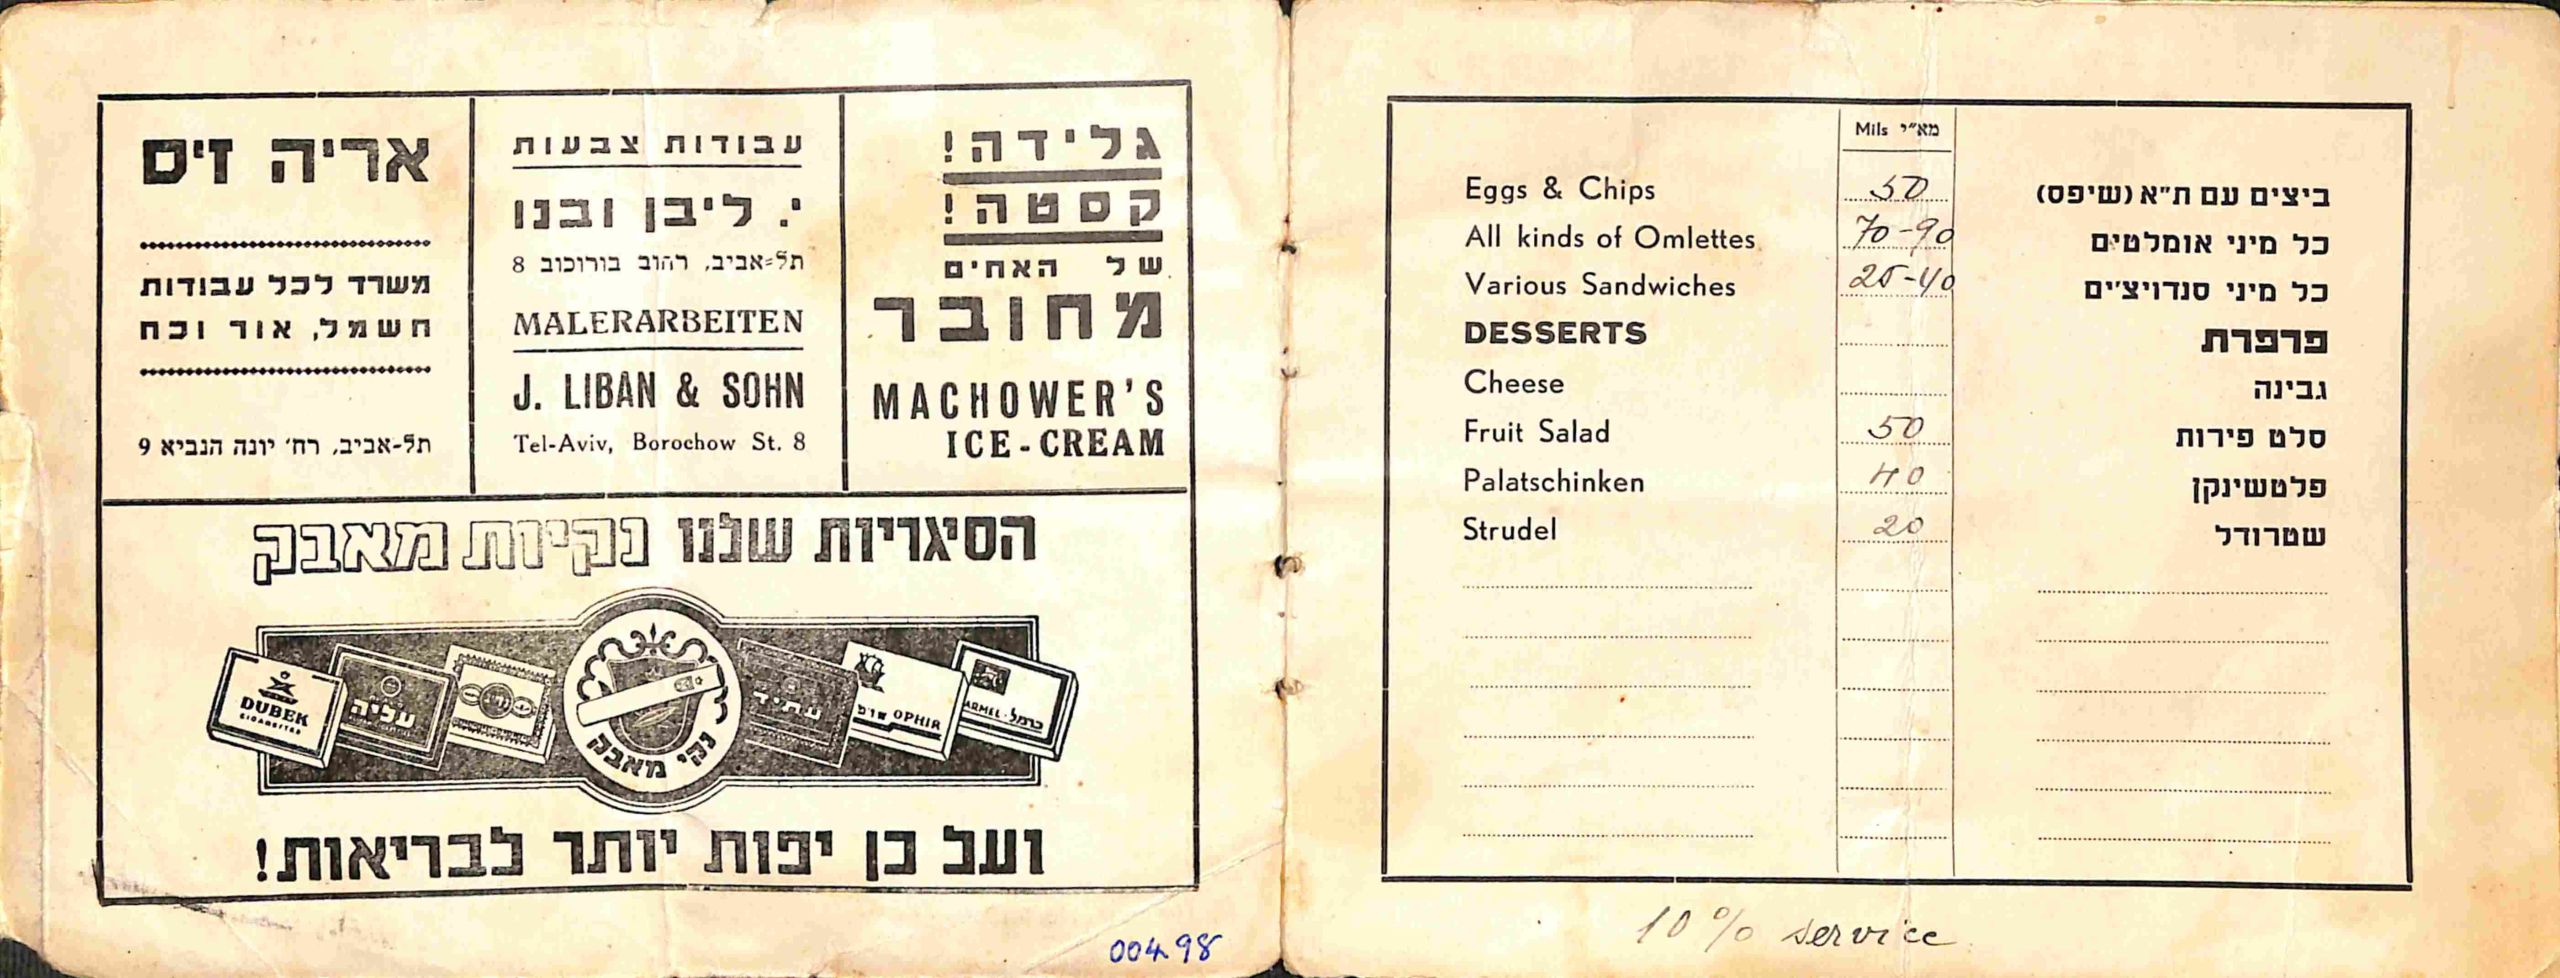 גלידה!
קסטה!
של האחים
מחובר
MACHOWER'S
ICE-CREAM
עבודות צבעות
י. ליבן ובנו
תל-אביב, רחוב בורוכוב 8
MALERARBEITEN
J. LIBAN & SOHN
Tel-Aviv, Borochow St. 8
אריה זיס
משרד לכל עבודות
חשמל, אור וכח
תל-אביב, רח' יונה הנביא 9
הסיגריות שלנו נקיות מאבק
DUBEK
CIGARETTES
עליה
נקי מאבק
עתיד
אופיר OPHIR
ARMEL - כרמל
ועל כן יפות יותר לבריאות!
00498
Mils מא"י
Eggs & Chips 50 ביצים עם ת"א (שיפס)
All kinds of Omlettes 70-90 כל מיני אומלטים
Various Sandwiches 25-40 כל מיני סנדויצ'ים
DESSERTS פרפרת
Cheese גבינה
Fruit Salad 50 סלט פירות
Palatschinken 40 פלטשינקן
Strudel 20 שטרודל
10% service